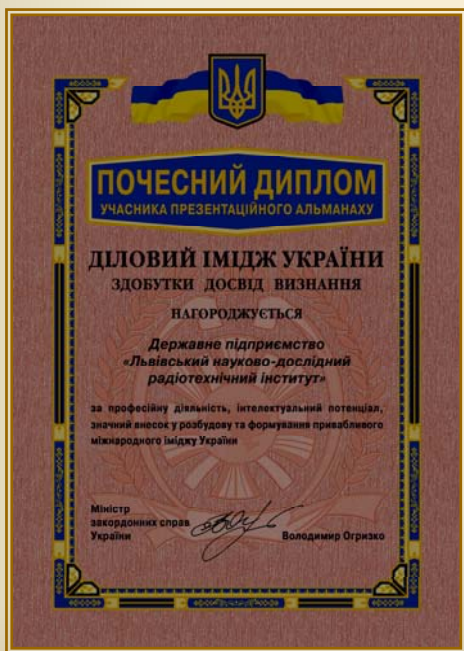 ПОЧЕСНИЙ ДИПЛОМ
УЧАСНИКА ПРЕЗЕНТАЦІЙНОГО АЛЬМАНАХУ
ДІЛОВИЙ ІМІДЖ УКРАЇНИ
ЗДОБУТКИ ДОСВІД ВИЗНАННЯ
НАГОРОДЖУЄТЬСЯ
Державне підприємство
«Львівський науково-дослідний
радіотехнічний інститут»
за професійну діяльність, інтелектуальний потенціал,
значний внесок у розбудову та формування привабливого
міжнародного іміджу України
Міністр
закордонних справ
України
Володимир Огризко